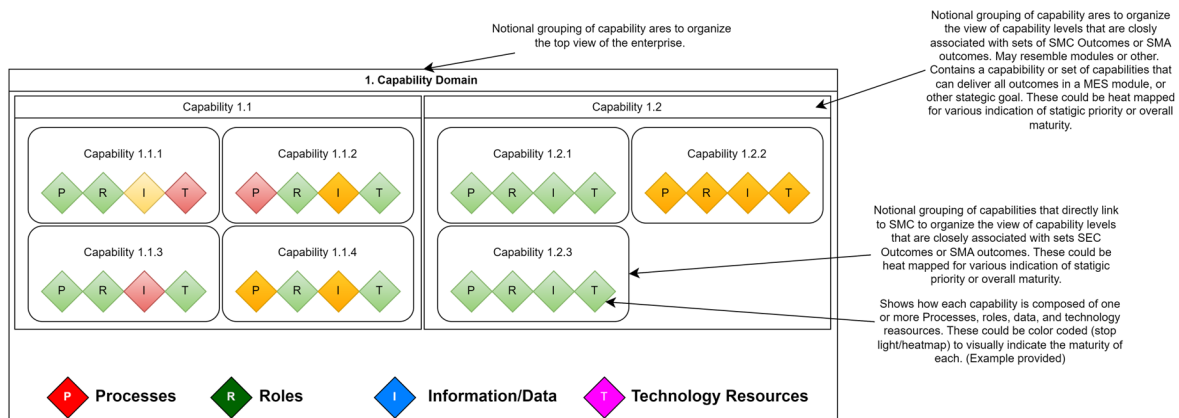 Notional grouping of capability ares to organize
the top view of the enterprise.
Notional grouping of capability ares to organize
the view of capability levels that are closly
associated with sets of SMC Outcomes or SMA
outcomes. May resemble modules or other.
Contains a capabibility or set of capabilities that
can deliver all outcomes in a MES module, or
other stategic goal. These could be heat mapped
for various indication of statigic priority or overall
maturity.
1. Capability Domain
Capability 1.1
Capability 1.2
Capability 1.1.1
P R I T
Capability 1.1.2
P R I T
Capability 1.2.1
P R I T
Capability 1.2.2
P R I T
Capability 1.1.3
P R I T
Capability 1.1.4
P R I T
Capability 1.2.3
P R I T
Notional grouping of capabilities that directly link
to SMC to organize the view of capability levels
that are closely associated with sets SEC
Outcomes or SMA outcomes. These could be
heat mapped for various indication of statigic
priority or overall maturity.
Shows how each capability is composed of one
or more Processes, roles, data, and technology
reasources. These could be color coded (stop
light/heatmap) to visually indicate the maturity of
each. (Example provided)
P Processes
R Roles
I Information/Data
T Technology Resources